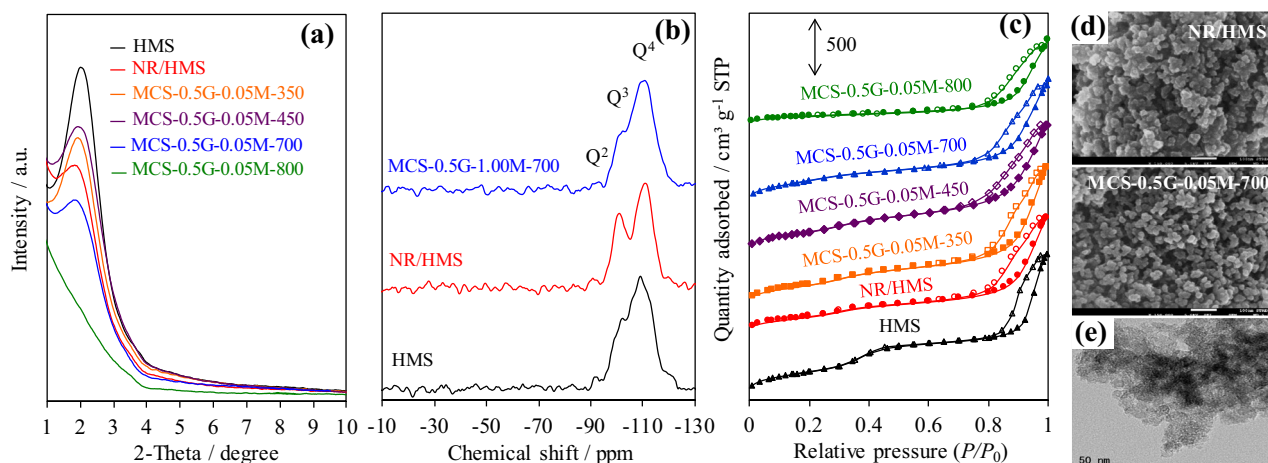 (a)
HMS
NR/HMS
MCS-0.5G-0.05M-350
MCS-0.5G-0.05M-450
MCS-0.5G-0.05M-700
MCS-0.5G-0.05M-800
Intensity / a.u.
1 2 3 4 5 6 7 8 9 10
2-Theta / degree
(b)
Q⁴
Q³
Q²
MCS-0.5G-1.00M-700
NR/HMS
HMS
-10 -30 -50 -70 -90 -110 -130
Chemical shift / ppm
(c)
500
MCS-0.5G-0.05M-800
MCS-0.5G-0.05M-700
MCS-0.5G-0.05M-450
MCS-0.5G-0.05M-350
NR/HMS
HMS
Quantity adsorbed / cm³ g⁻¹ STP
0 0.2 0.4 0.6 0.8 1
Relative pressure (P/P₀)
(d)
NR/HMS
MCS-0.5G-0.05M-700
(e)
50 nm